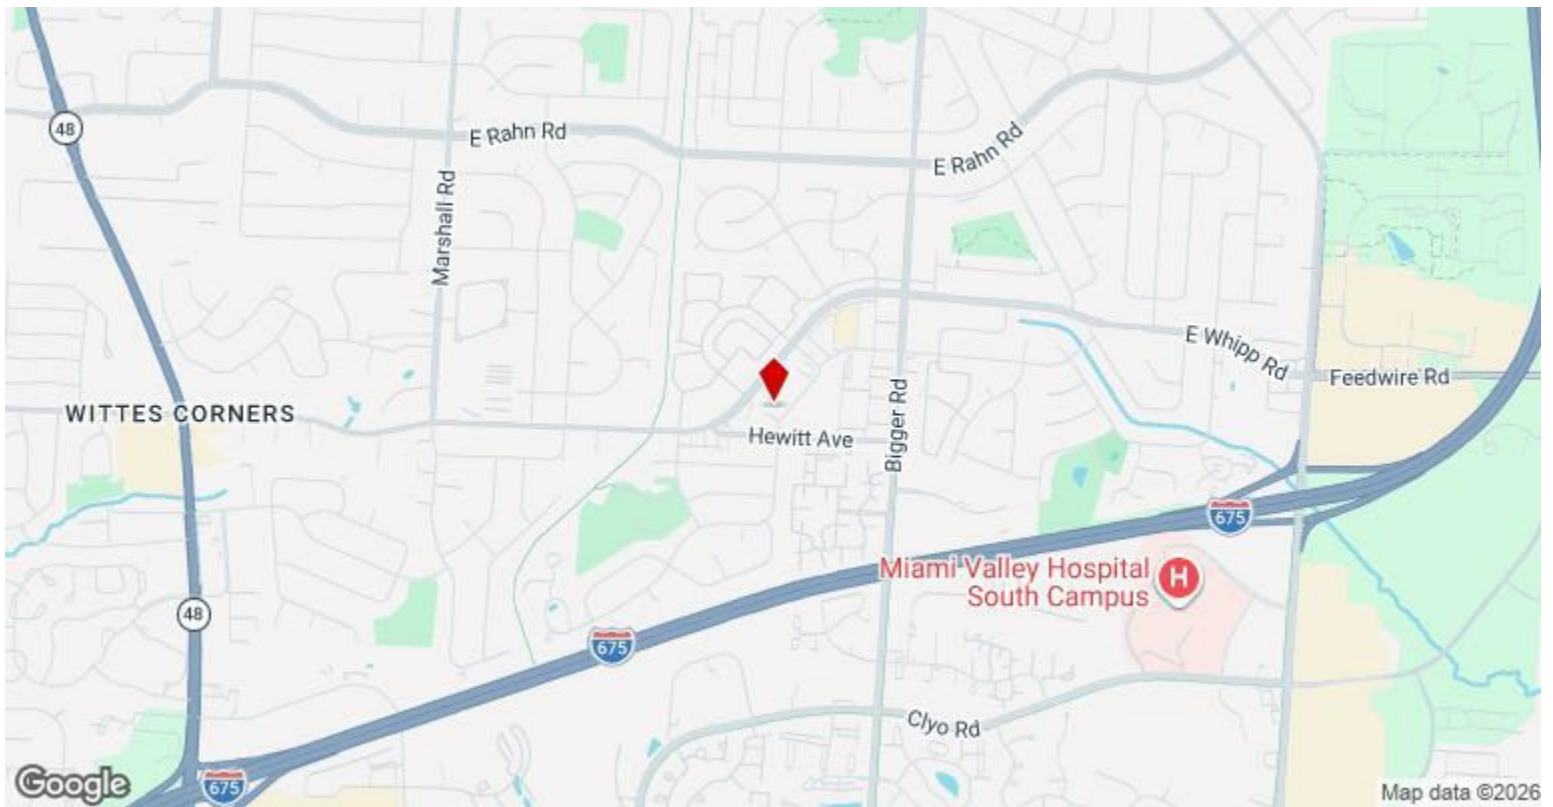 48
E Rahn Rd
E Rahn Rd
Marshall Rd
E Whipp Rd
Feedwire Rd
WITTES CORNERS
Bigger Rd
Hewitt Ave
675
Miami Valley Hospital
South Campus
H
48
675
Clyo Rd
675
Google
Map data ©2026